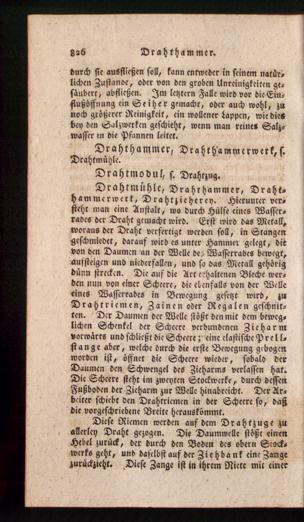 826 Drahthammer.
durch sie ausfließen soll, kann entweder in seinem natür-
lichen Zustande, oder von den groben Unreinigkeiten ge-
säubert, abfließen. Im letztern Falle wird vor die Ein-
flußöffnung ein Seiher gemacht, oder auch wohl, zu
noch größerer Reinigkeit, ein wollener Lappen, wie dies
bey den Salzwerken geschieht, wenn man reines Salz-
wasser in die Pfannen leitet.
Drahthammer, Drahthammerwerk, s.
Drahtmühle.
Drahtmodul, s. Drahtzug.
Drahtmühle, Drahthammer, Draht-
hammerwerk, Drahtzieherey. Hierunter ver-
steht man eine Anstalt, wo durch Hülfe eines Wasser-
rades der Draht gemacht wird. Erst wird das Metall,
woraus der Draht verfertigt werden soll, in Stangen
geschmiedet, darauf wird es unter Hammer gelegt, die
von den Daumen an der Welle des Wasserrades bewegt,
aufsteigen und niederfallen, und so das Metall gehörig
dünn strecken. Die auf die Art erhaltenen Bleche wer-
den nun von einer Scheere, die ebenfalls von der Welle
eines Wasserrades in Bewegung gesetzt wird, zu
Drahtriemen, Zainen oder Regalen geschnit-
ten. Der Daumen der Welle stößt den mit dem beweg-
lichen Schenkel der Scheere verbundenen Zieharm
vorwärts und schließt die Scheere; eine elastische Prell-
stange aber, welche durch die erste Bewegung gebogen
worden ist, öffnet die Scheere wieder, sobald der
Daumen den Schwengel des Zieharms verlassen hat.
Die Scheere steht im zweyten Stockwerke, durch dessen
Fußboden der Zieharm zur Welle hinabreicht. Der Ar-
beiter schiebt den Drahtriemen in der Scheere so, daß
die vorgeschriebene Breite herauskömmt.
Diese Riemen werden auf dem Drahtzuge zu
allerley Draht gezogen. Die Daumwelle stößt einen
Hebel zurück, der durch den Boden des obern Stock-
werks geht, und daselbst auf der Ziehbank eine Zange
zurückzieht. Diese Zange ist in ihrem Niete mit einer